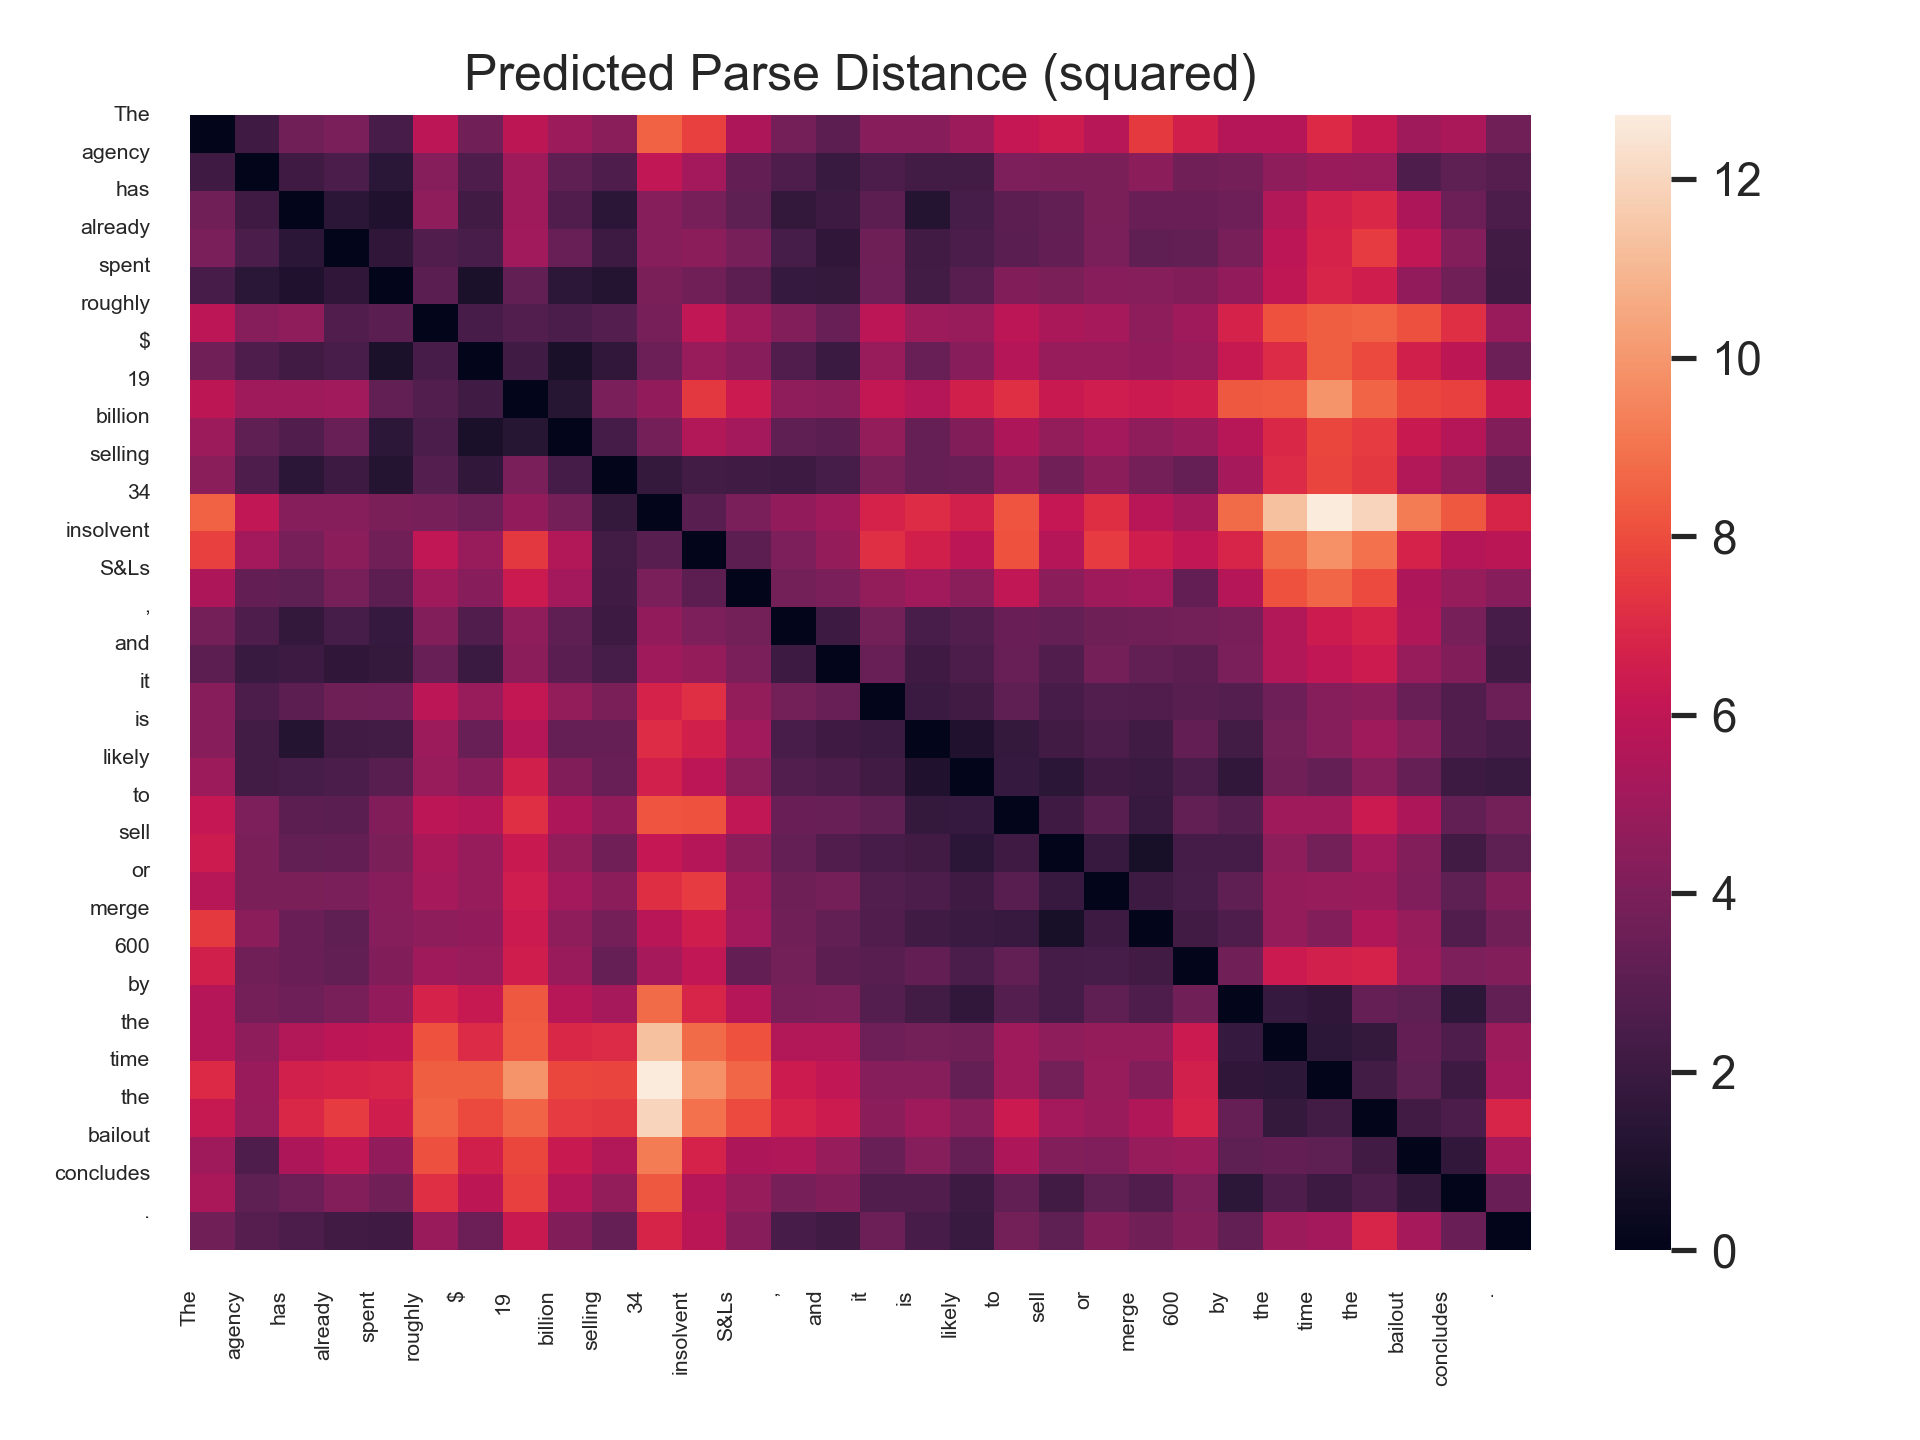 Predicted Parse Distance (squared)
The
agency
has
already
spent
roughly
$
19
billion
selling
34
insolvent
S&Ls
,
and
it
is
likely
to
sell
or
merge
600
by
the
time
the
bailout
concludes
.
12
10
8
6
4
2
0
The
agency
has
already
spent
roughly
$
19
billion
selling
34
insolvent
S&Ls
,
and
it
is
likely
to
sell
or
merge
600
by
the
time
the
bailout
concludes
.